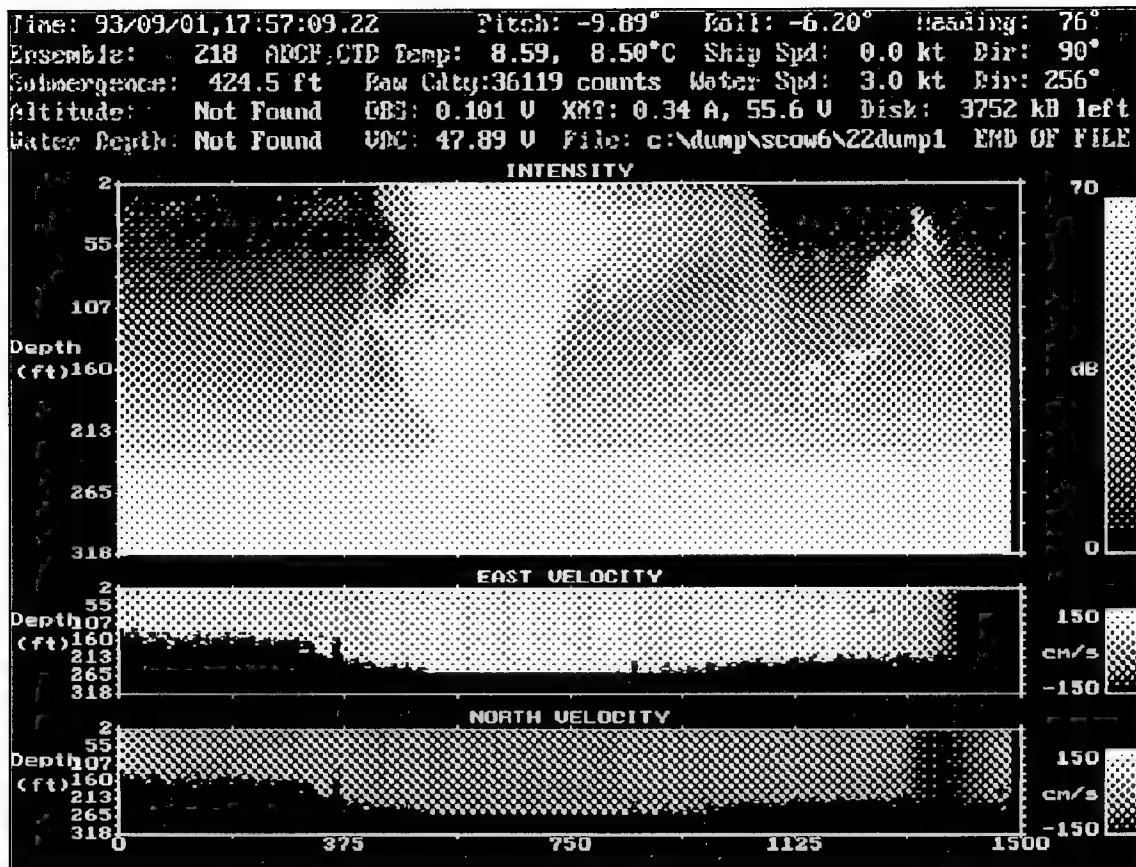 Time: 93/09/01,17:57:09.22 Pitch: -9.89° Roll: -6.20° Heading: 76°
Ensemble: 218 ADCP,CTD Temp: 8.59, 8.50°C Ship Spd: 0.0 kt Dir: 90°
Submergence: 424.5 ft Raw Cdty:36119 counts Water Spd: 3.0 kt Dir: 256°
Altitude: Not Found OBS: 0.101 V XMT: 0.34 A, 55.6 V Disk: 3752 kB left
Water Depth: Not Found VDC: 47.89 V File: c:\dump\scow6\22dump1 END OF FILE
INTENSITY
2
55
107
Depth
(ft)
160
213
265
318
70
dB
0
EAST VELOCITY
2
55
Depth
107
(ft)
160
213
265
318
150
cm/s
-150
NORTH VELOCITY
2
55
Depth
107
(ft)
160
213
265
318
150
cm/s
-150
0 375 750 1125 1500